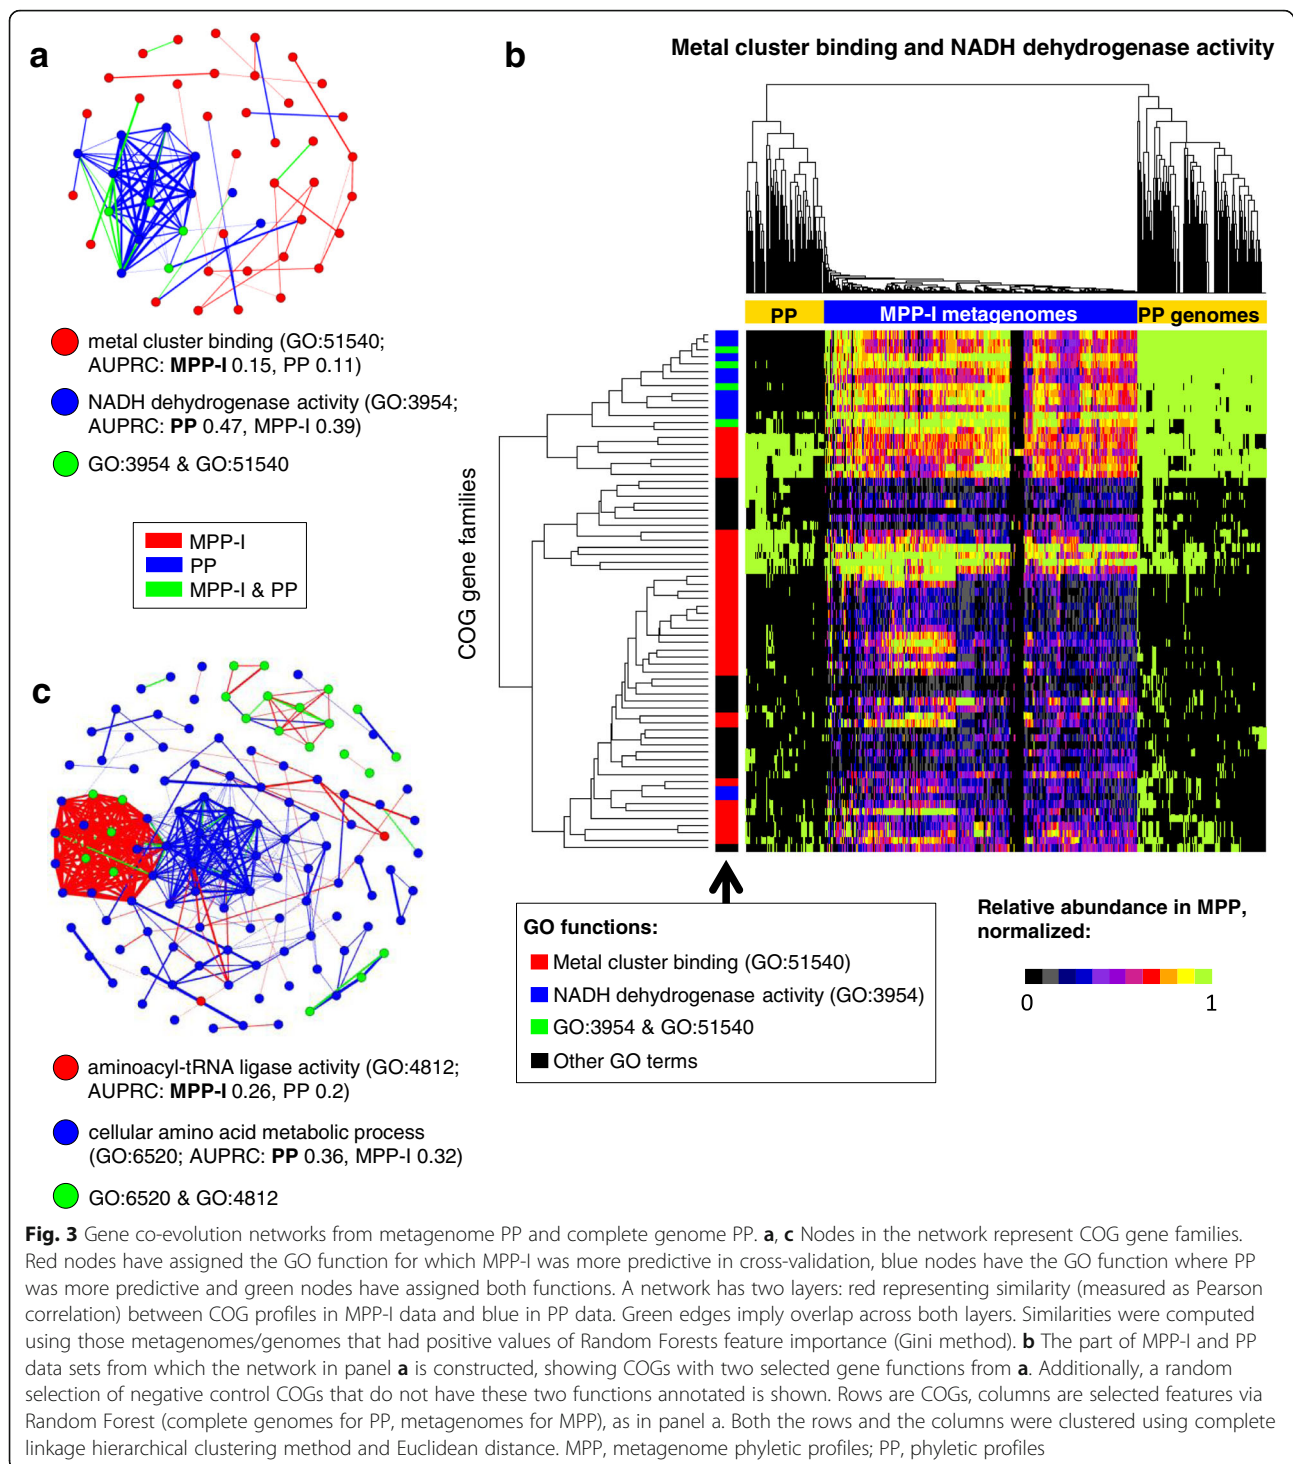 a
metal cluster binding (GO:51540;
AUPRC: MPP-I 0.15, PP 0.11)
NADH dehydrogenase activity (GO:3954;
AUPRC: PP 0.47, MPP-I 0.39)
GO:3954 & GO:51540
MPP-I
PP
MPP-I & PP
b
Metal cluster binding and NADH dehydrogenase activity
PP
MPP-I metagenomes
PP genomes
COG gene families
GO functions:
Metal cluster binding (GO:51540)
NADH dehydrogenase activity (GO:3954)
GO:3954 & GO:51540
Other GO terms
Relative abundance in MPP,
normalized:
0 1
c
aminoacyl-tRNA ligase activity (GO:4812;
AUPRC: MPP-I 0.26, PP 0.2)
cellular amino acid metabolic process
(GO:6520; AUPRC: PP 0.36, MPP-I 0.32)
GO:6520 & GO:4812
Fig. 3 Gene co-evolution networks from metagenome PP and complete genome PP. a, c Nodes in the network represent COG gene families.
Red nodes have assigned the GO function for which MPP-I was more predictive in cross-validation, blue nodes have the GO function where PP
was more predictive and green nodes have assigned both functions. A network has two layers: red representing similarity (measured as Pearson
correlation) between COG profiles in MPP-I data and blue in PP data. Green edges imply overlap across both layers. Similarities were computed
using those metagenomes/genomes that had positive values of Random Forests feature importance (Gini method). b The part of MPP-I and PP
data sets from which the network in panel a is constructed, showing COGs with two selected gene functions from a. Additionally, a random
selection of negative control COGs that do not have these two functions annotated is shown. Rows are COGs, columns are selected features via
Random Forest (complete genomes for PP, metagenomes for MPP), as in panel a. Both the rows and the columns were clustered using complete
linkage hierarchical clustering method and Euclidean distance. MPP, metagenome phyletic profiles; PP, phyletic profiles